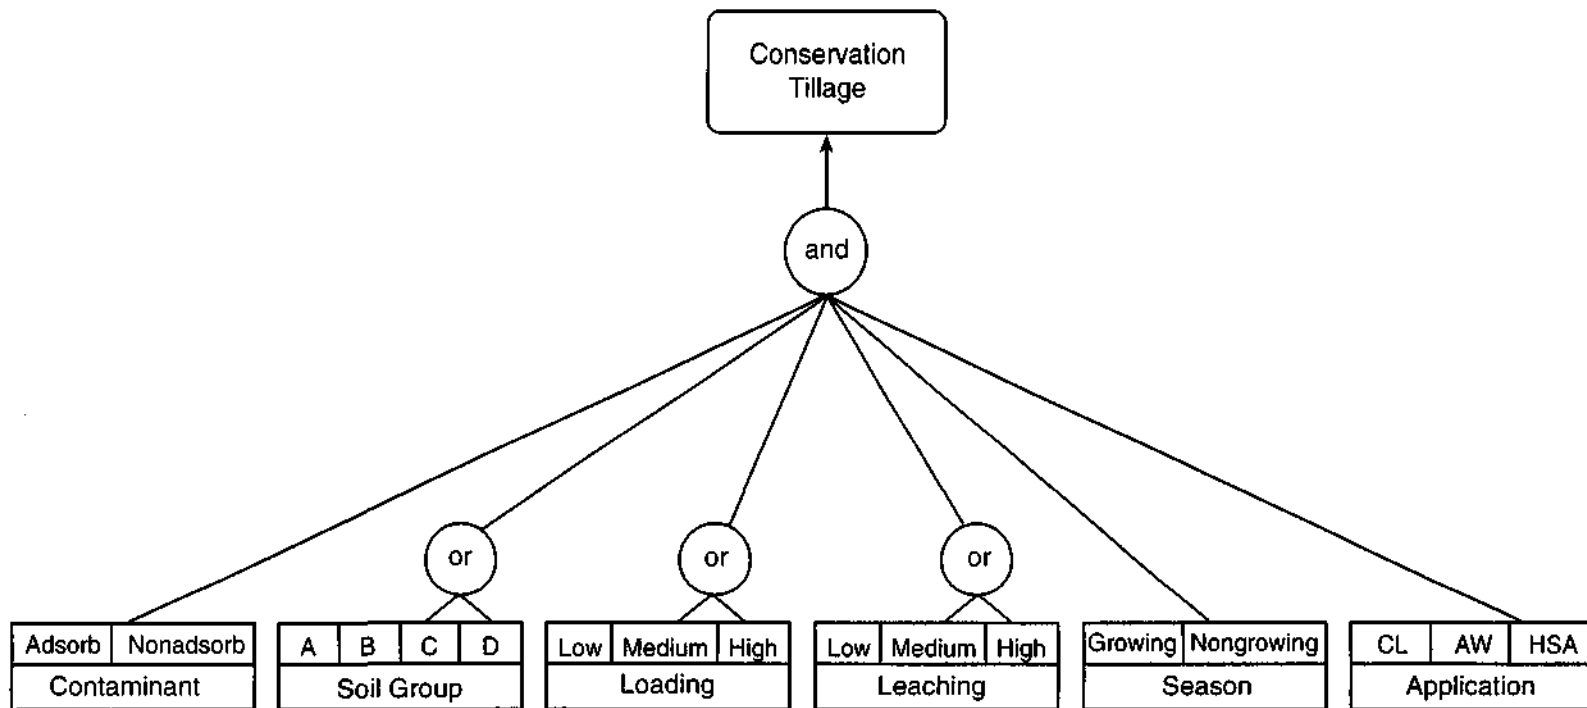 Conservation
Tillage
and
or
or
or
Adsorb Nonadsorb
A B C D
Low Medium High
Low Medium High
Growing Nongrowing
CL AW HSA
Contaminant
Soil Group
Loading
Leaching
Season
Application